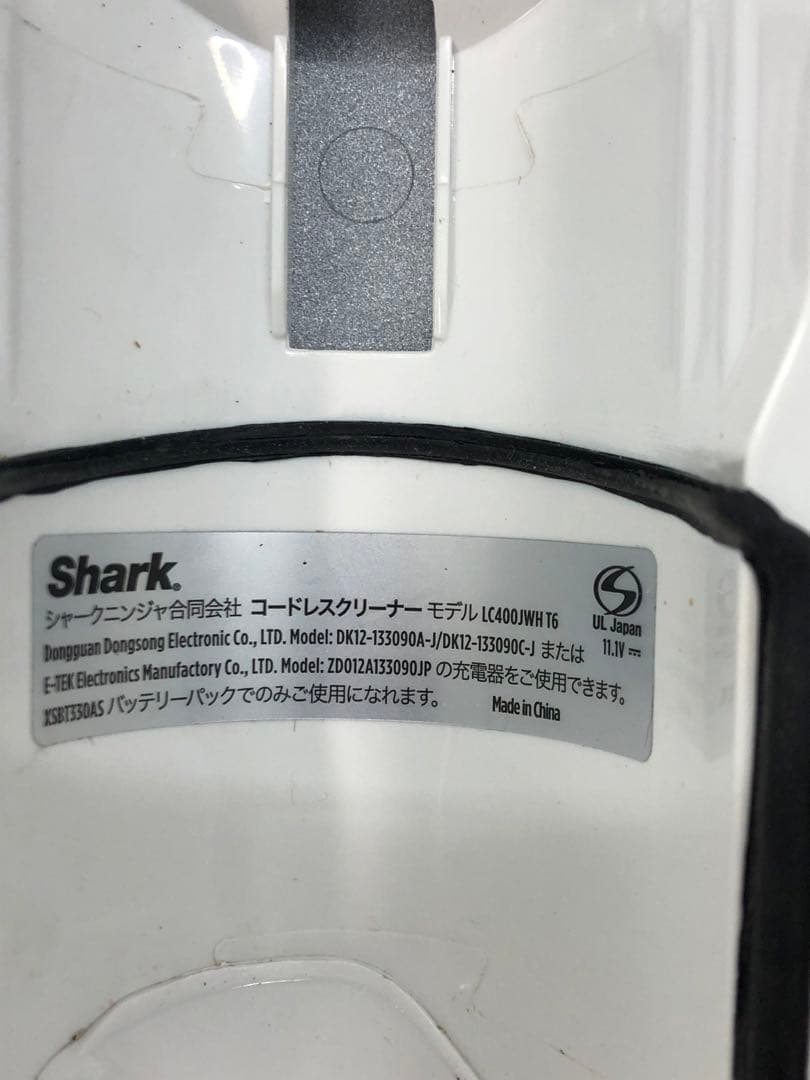 Shark®
シャークニンジャ合同会社 コードレスクリーナー モデル LC400JWH T6
Dongguan Dongsong Electronic Co., LTD. Model: DK12-133090A-J/DK12-133090C-J または
E-TEK Electronics Manufactory Co., LTD. Model: ZD012A133090JP の充電器をご使用できます。
XSBT330AS バッテリーパックでのみご使用になれます。
Made in China
S
UL Japan
11.1V ⎓